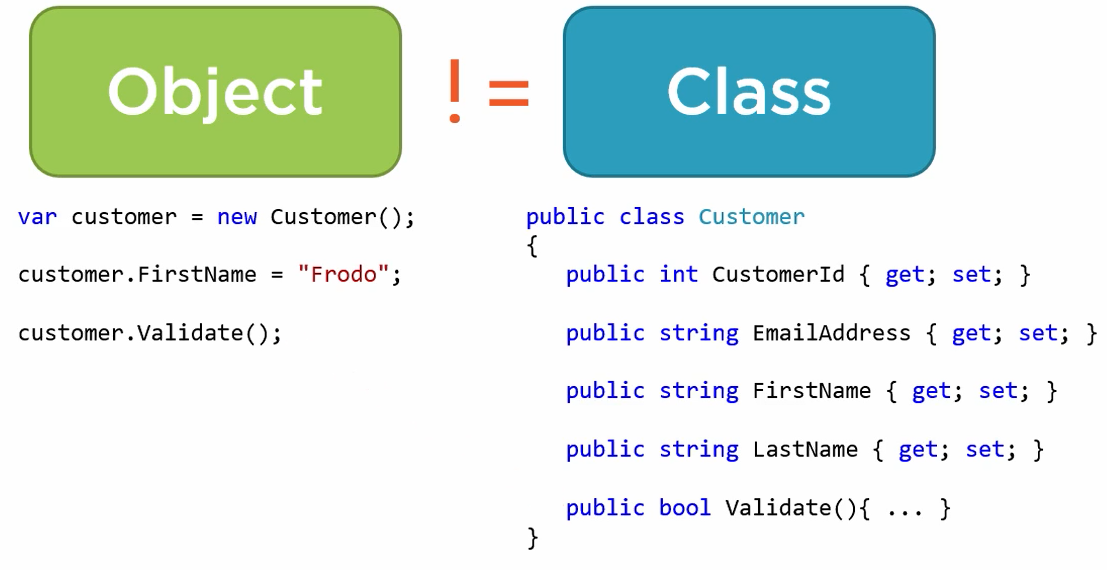 Object != Class
var customer = new Customer();
customer.FirstName = "Frodo";
customer.Validate();
public class Customer
{
public int CustomerId { get; set; }
public string EmailAddress { get; set; }
public string FirstName { get; set; }
public string LastName { get; set; }
public bool Validate(){ ... }
}